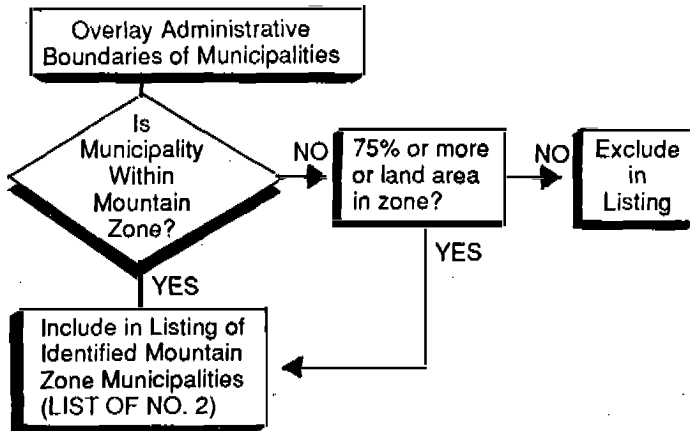 Overlay Administrative
Boundaries of Municipalities
Is
Municipality
Within
Mountain
Zone?
NO
75% or more
or land area
in zone?
NO
Exclude
in
Listing
YES
YES
Include in Listing of
Identified Mountain
Zone Municipalities
(LIST OF NO. 2)